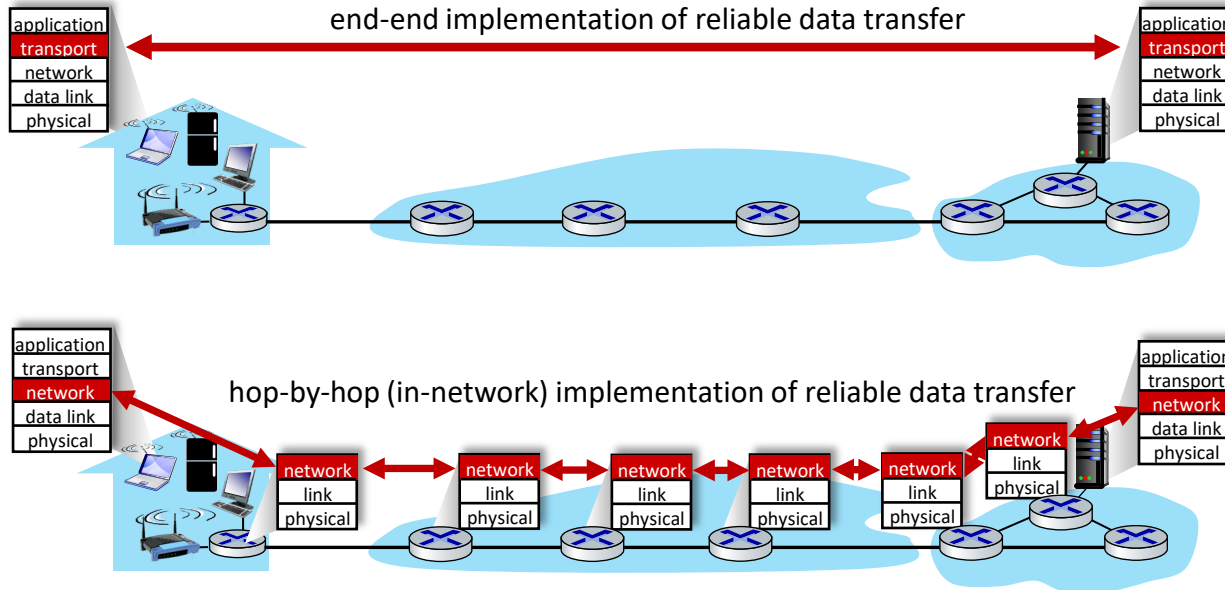 end-end implementation of reliable data transfer
application
transport
network
data link
physical
application
transport
network
data link
physical
hop-by-hop (in-network) implementation of reliable data transfer
application
transport
network
data link
physical
network
link
physical
network
link
physical
network
link
physical
network
link
physical
network
link
physical
network
link
physical
application
transport
network
data link
physical